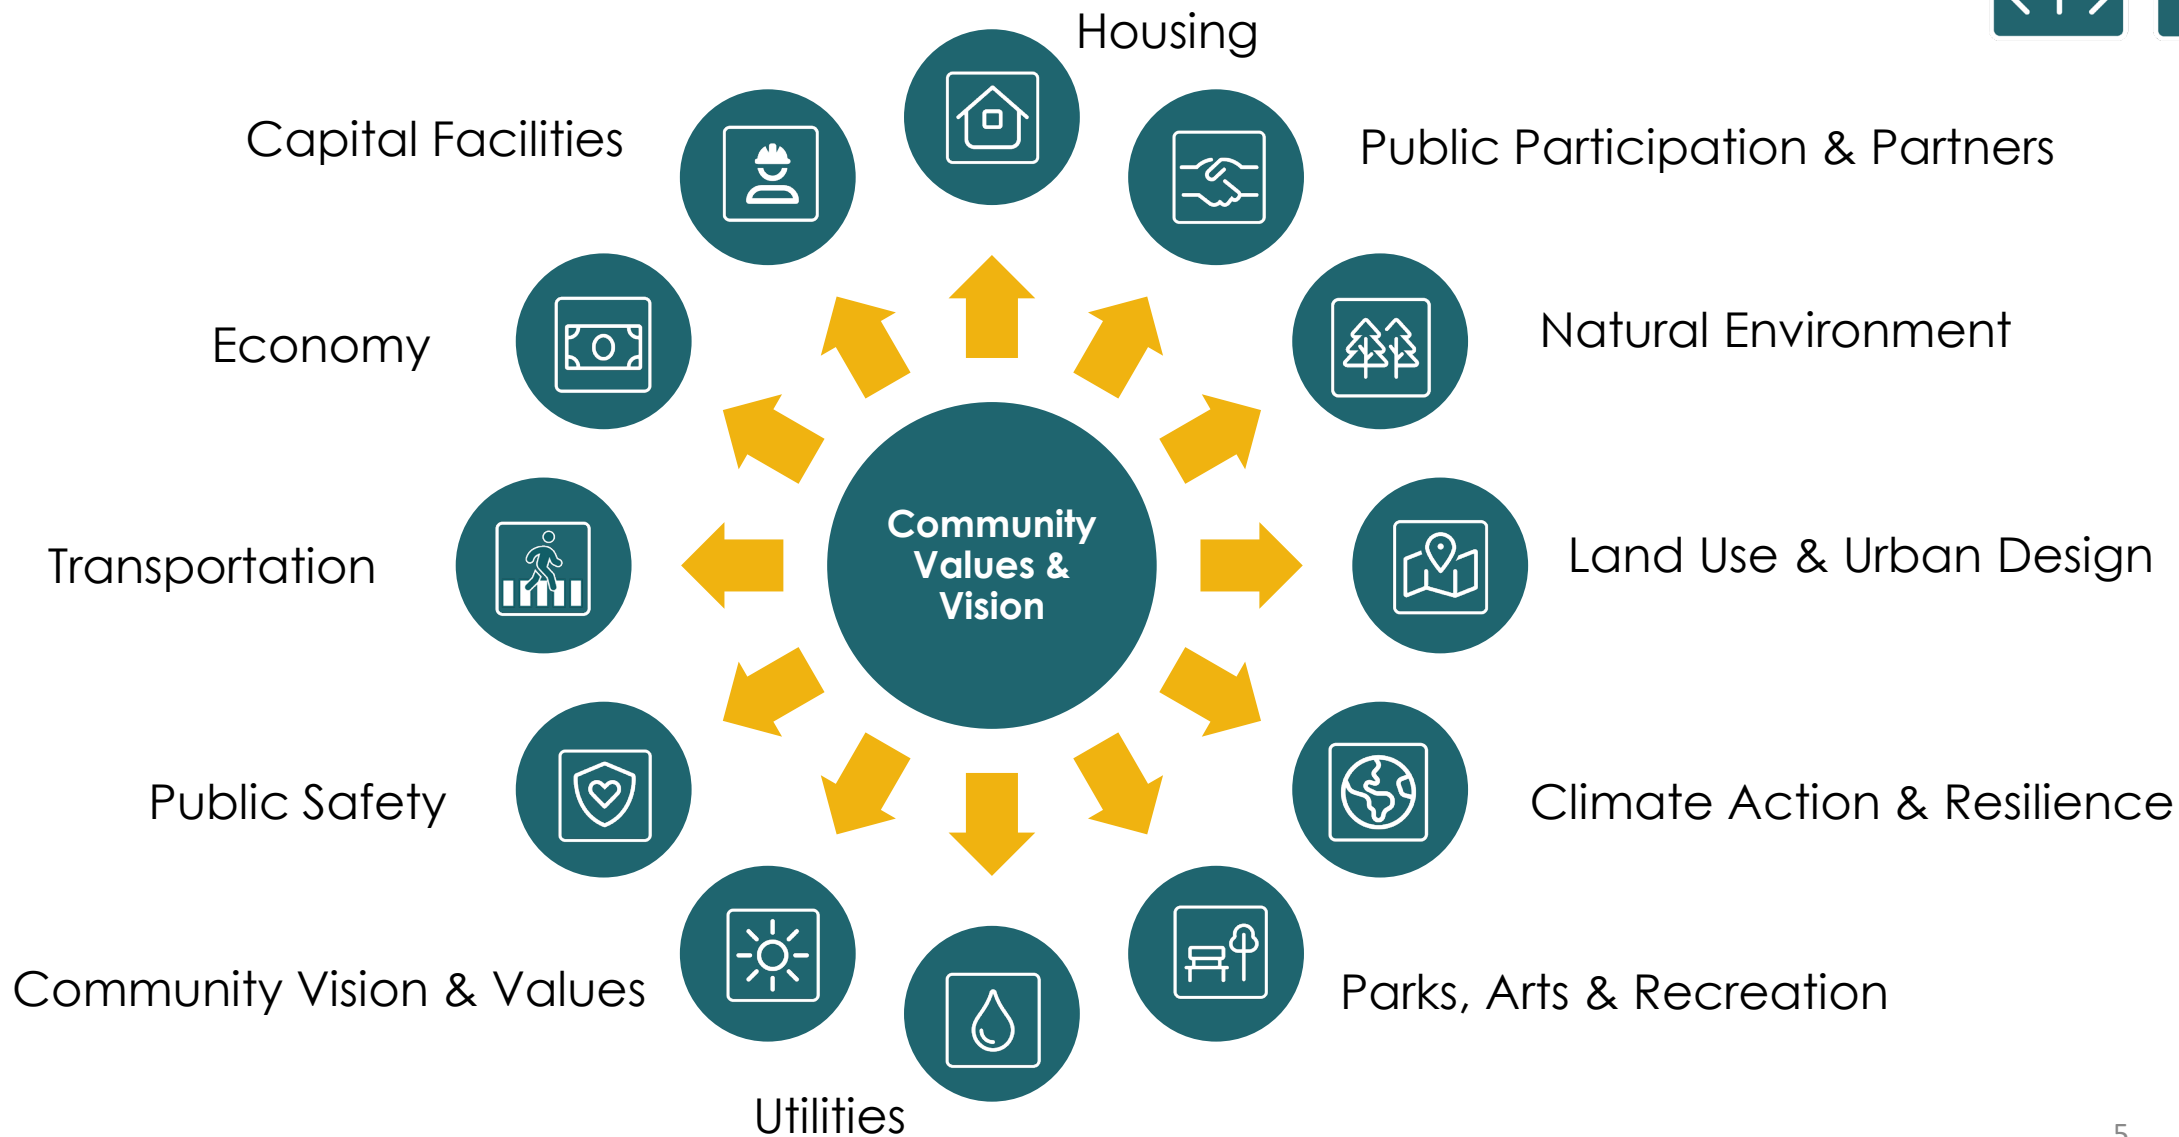 Housing
Capital Facilities
Public Participation & Partners
Natural Environment
Economy
Community
Values &
Vision
Land Use & Urban Design
Transportation
Public Safety
Climate Action & Resilience
Community Vision & Values
Parks, Arts & Recreation
Utilities
5